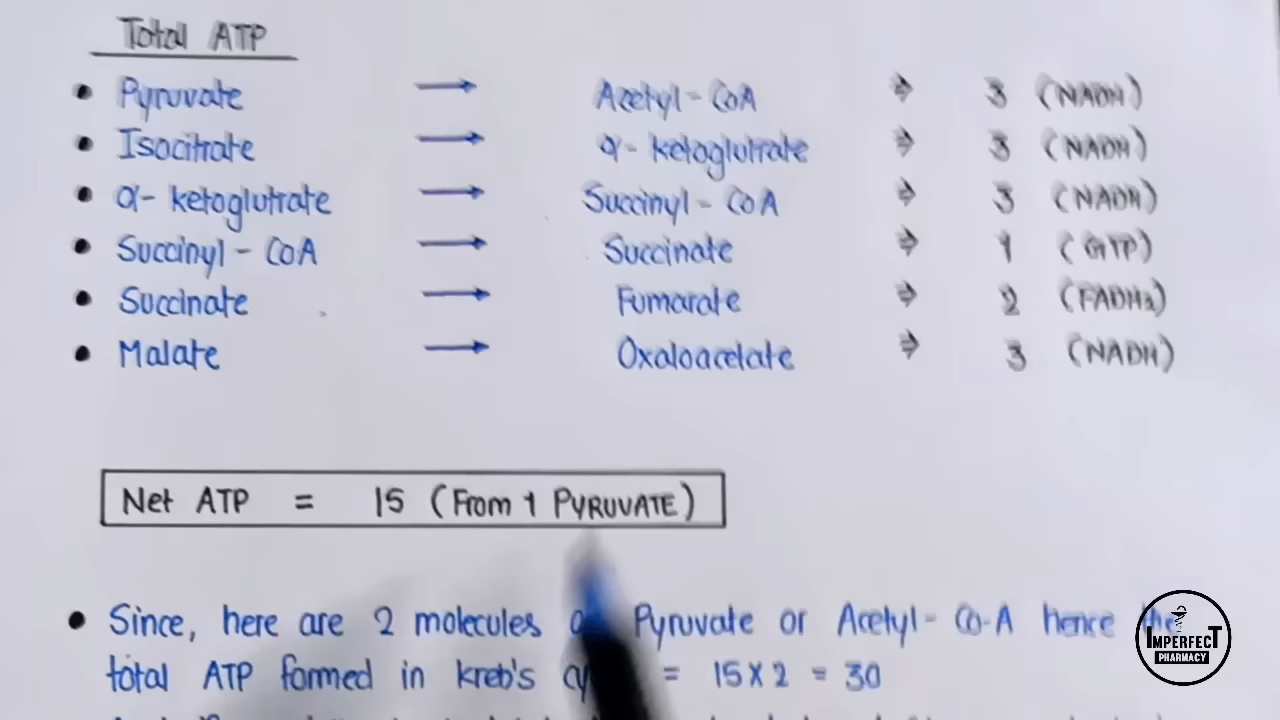 Total ATP
• Pyruvate → Acetyl-CoA ⇒ 3 (NADH)
• Isocitrate → α-ketoglutrate ⇒ 3 (NADH)
• α-ketoglutrate → Succinyl-CoA ⇒ 3 (NADH)
• Succinyl-CoA → Succinate ⇒ 1 (GTP)
• Succinate → Fumarate ⇒ 2 (FADH₂)
• Malate → Oxaloacetate ⇒ 3 (NADH)
Net ATP = 15 (From 1 PYRUVATE)
• Since, here are 2 molecules Pyruvate or Acetyl-Co-A hence
total ATP formed in kreb's = 15 x 2 = 30
IMPERFECT
PHARMACY